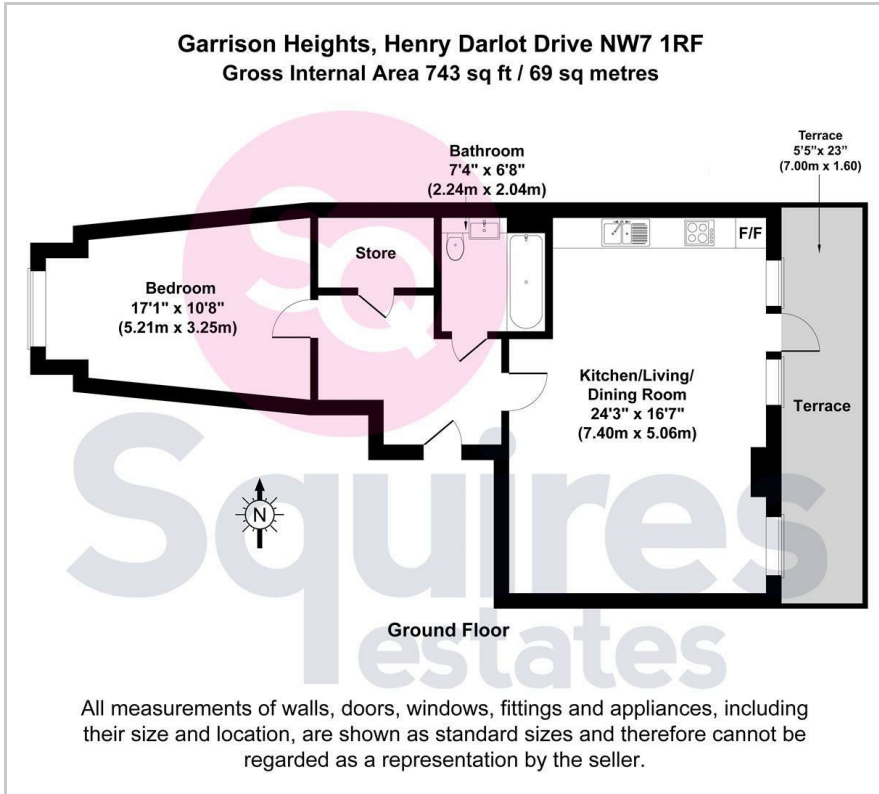 Garrison Heights, Henry Darlot Drive NW7 1RF
Gross Internal Area 743 sq ft / 69 sq metres
Terrace
5'5"x 23"
(7.00m x 1.60)
Bathroom
7'4" x 6'8"
(2.24m x 2.04m)
Store
F/F
Bedroom
17'1" x 10'8"
(5.21m x 3.25m)
Kitchen/Living/
Dining Room
24'3" x 16'7"
(7.40m x 5.06m)
Terrace
N
SQ
Squires
estates
Ground Floor
All measurements of walls, doors, windows, fittings and appliances, including
their size and location, are shown as standard sizes and therefore cannot be
regarded as a representation by the seller.